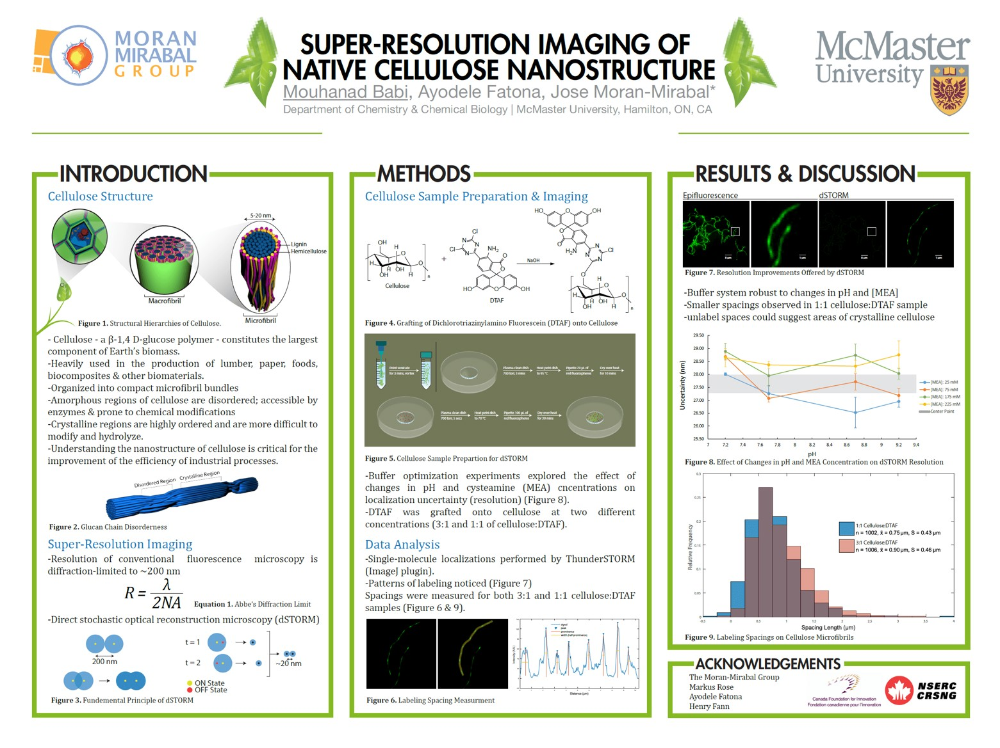 MORAN
MIRABAL
GROUP
SUPER-RESOLUTION IMAGING OF
NATIVE CELLULOSE NANOSTRUCTURE
Mouhanad Babi, Ayodele Fatona, Jose Moran-Mirabal*
Department of Chemistry & Chemical Biology | McMaster University, Hamilton, ON, CA
McMaster
University
INTRODUCTION
Cellulose Structure
5-20 nm
Lignin
Hemicellulose
Macrofibril
Microfibril
Figure 1. Structural Hierarchies of Cellulose.
- Cellulose - a β-1,4 D-glucose polymer - constitutes the largest
component of Earth's biomass.
-Heavily used in the production of lumber, paper, foods,
biocomposites & other biomaterials.
-Organized into compact microfibril bundles
-Amorphous regions of cellulose are disordered; accessible by
enzymes & prone to chemical modifications
-Crystalline regions are highly ordered and are more difficult to
modify and hydrolyze.
-Understanding the nanostructure of cellulose is critical for the
improvement of the efficiency of industrial processes.
Disordered Region
Crystalline Region
Figure 2. Glucan Chain Disorderness
Super-Resolution Imaging
-Resolution of conventional fluorescence microscopy is
diffraction-limited to ~200 nm
R = λ / 2NA
Equation 1. Abbe's Diffraction Limit
-Direct stochastic optical reconstruction microscopy (dSTORM)
200 nm
t = 1
t = 2
~20 nm
ON State
OFF State
Figure 3. Fundemental Principle of dSTORM
METHODS
Cellulose Sample Preparation & Imaging
OH
H
H
O
H
OH
H
OH
H
O
n
Cellulose
+
Cl
N
N
Cl
N
NH₂
O
O
HO
O
OH
DTAF
NaOH
HO
O
OH
O
O
H₂N
N
N
Cl
N
O
H
H
O
H
OH
H
OH
H
O
n
Figure 4. Grafting of Dichlorotriazinylamino Fluorescein (DTAF) onto Cellulose
Point sonicate
for 3 mins, vortex
Plasma clean dish
700 torr, 3 mins
Heat petri dish
to 95 °C
Pipette 70 µL of
red fluorospheres
Dry over heat
for 10 mins
Plasma clean dish
700 torr, 5 secs
Heat petri dish
to 70 °C
Pipette 100 µL of
red fluorospheres
Dry over heat
for 30 mins
Figure 5. Cellulose Sample Prepartion for dSTORM
-Buffer optimization experiments explored the effect of
changes in pH and cysteamine (MEA) cncentrations on
localization uncertainty (resolution) (Figure 8).
-DTAF was grafted onto cellulose at two different
concentrations (3:1 and 1:1 of cellulose:DTAF).
Data Analysis
-Single-molecule localizations performed by ThunderSTORM
(ImageJ plugin).
-Patterns of labeling noticed (Figure 7)
Spacings were measured for both 3:1 and 1:1 cellulose:DTAF
samples (Figure 6 & 9).
signal
peak
prominence
width (half-prominence)
Distance (µm)
Figure 6. Labeling Spacing Measurment
RESULTS & DISCUSSION
Epifluorescence
dSTORM
8 µm
1 µm
8 µm
1 µm
Figure 7. Resolution Improvements Offered by dSTORM
-Buffer system robust to changes in pH and [MEA]
-Smaller spacings observed in 1:1 cellulose:DTAF sample
-unlabel spaces could suggest areas of crystalline cellulose
29.50
29.00
28.50
28.00
27.50
27.00
26.50
26.00
25.50
Uncertainty (nm)
7 7.2 7.4 7.6 7.8 8 8.2 8.4 8.6 8.8 9 9.2 9.4
pH
[MEA]: 25 mM
[MEA]: 75 mM
[MEA]: 175 mM
[MEA]: 225 mM
Center Point
Figure 8. Effect of Changes in pH and MEA Concentration on dSTORM Resolution
0.3
0.25
0.2
0.15
0.1
0.05
0
Relative Frequency
1:1 Cellulose:DTAF
n = 1002, x̄ = 0.75 µm, S = 0.43 µm
3:1 Cellulose:DTAF
n = 1006, x̄ = 0.90 µm, S = 0.46 µm
-0.5 0 0.5 1 1.5 2 2.5 3 3.5 4
Spacing Length (µm)
Figure 9. Labeling Spacings on Cellulose Microfibrils
ACKNOWLEDGEMENTS
The Moran-Mirabal Group
Markus Rose
Ayodele Fatona
Henry Fann
Canada Foundation for Innovation
Fondation canadienne pour l'innovation
NSERC
CRSNG